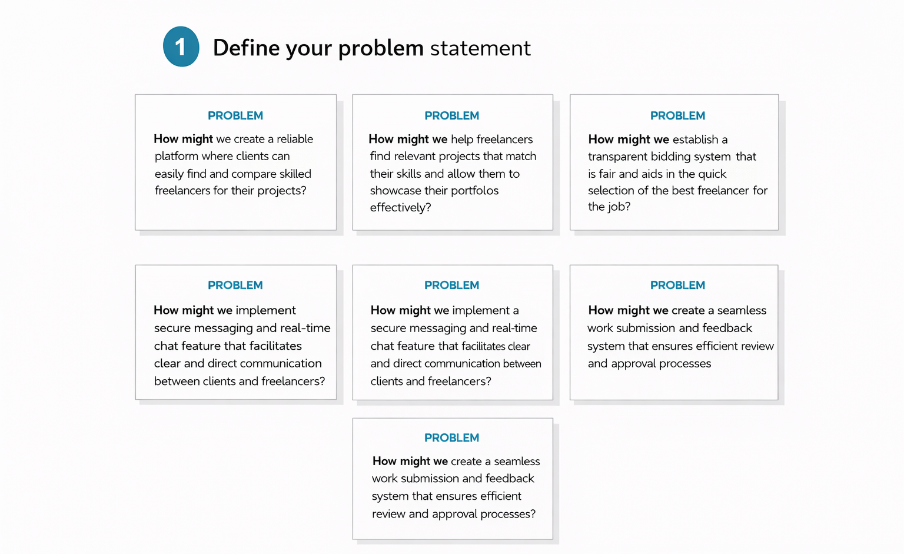 1 Define your problem statement
PROBLEM
How might we create a reliable
platform where clients can
easily find and compare skilled
freelancers for their projects?
PROBLEM
How might we help freelancers
find relevant projects that match
their skills and allow them to
showcase their portfolos
effectively?
PROBLEM
How might we establish a
transparent bidding system that
is fair and aids in the quick
selection of the best freelancer for
the job?
PROBLEM
How might we implement
secure messaging and real-time
chat feature that facilitates
clear and direct communication
between clients and freelancers?
PROBLEM
How might we implement a
secure messaging and real-time
chat feature that facilitates clear
and direct communication between
clients and freelancers?
PROBLEM
How might we create a seamless
work submission and feedback
system that ensures efficient review
and approval processes
PROBLEM
How might we create a seamless
work submission and feedback
system that ensures efficient
review and approval processes?